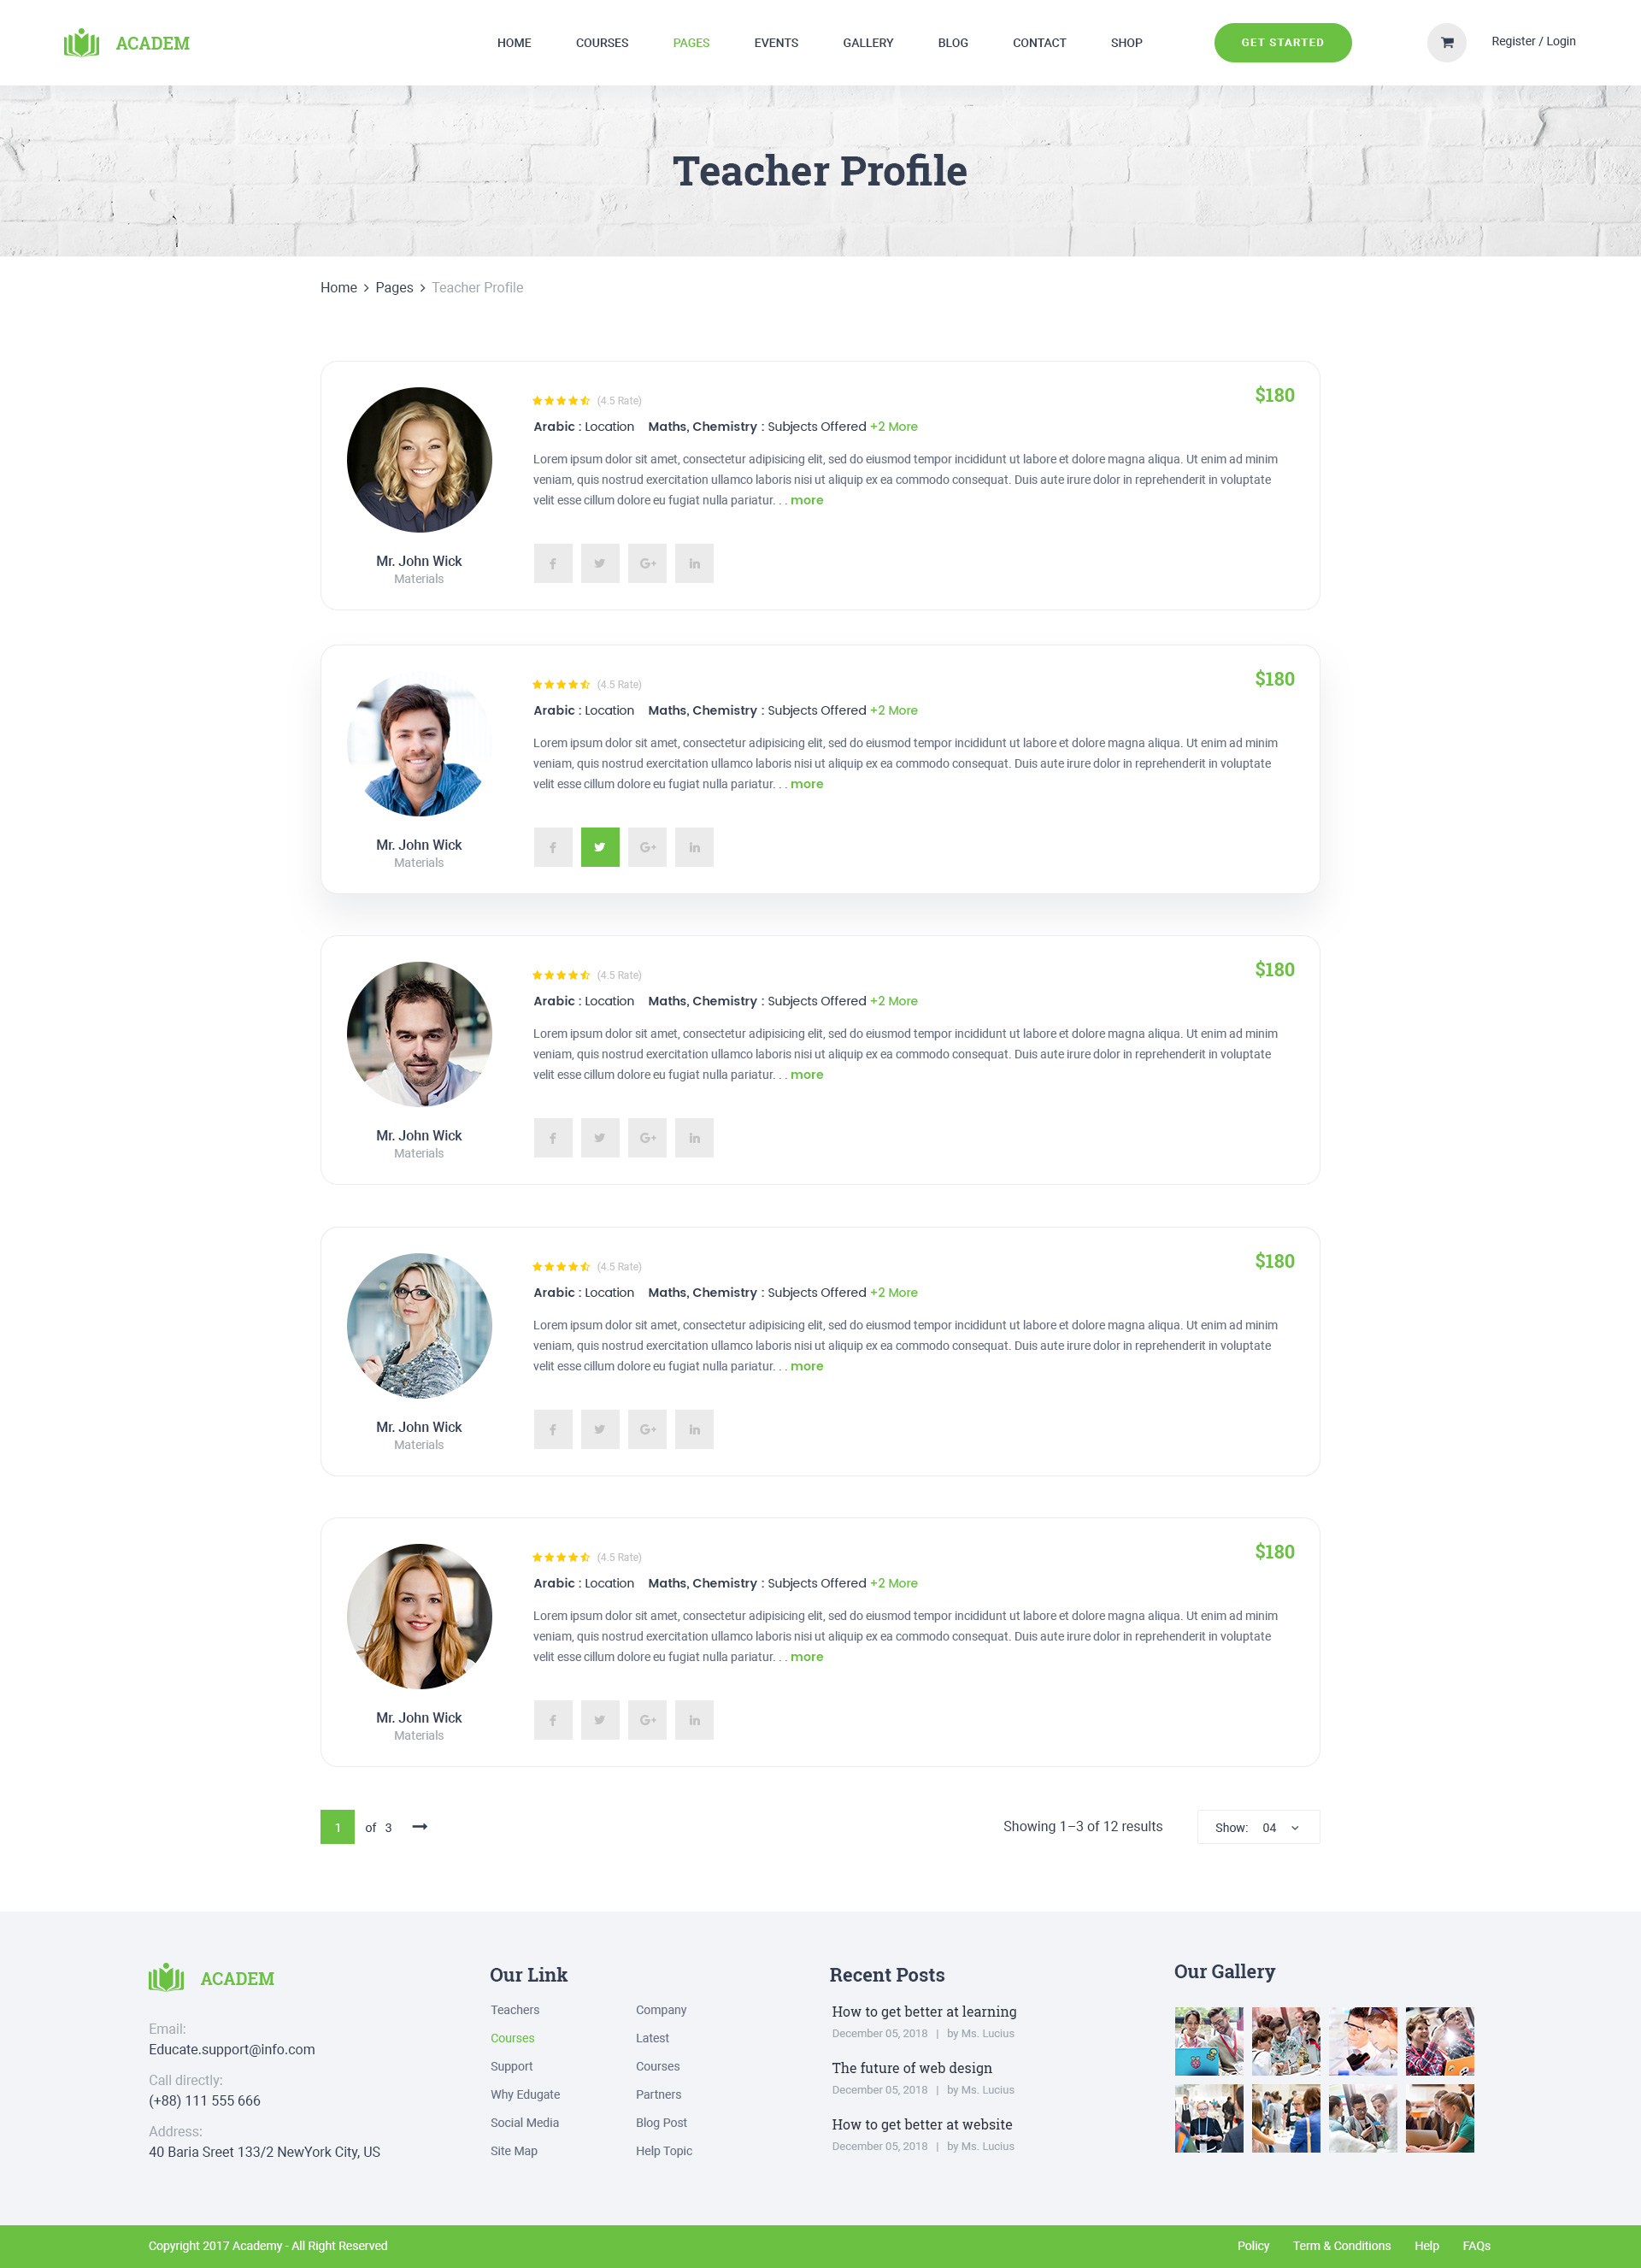 ACADEM
HOME COURSES PAGES EVENTS GALLERY BLOG CONTACT SHOP
GET STARTED
Register / Login
Teacher Profile
Home > Pages > Teacher Profile
(4.5 Rate)
$180
Arabic : Location Maths, Chemistry : Subjects Offered +2 More
Lorem ipsum dolor sit amet, consectetur adipisicing elit, sed do eiusmod tempor incididunt ut labore et dolore magna aliqua. Ut enim ad minim
veniam, quis nostrud exercitation ullamco laboris nisi ut aliquip ex ea commodo consequat. Duis aute irure dolor in reprehenderit in voluptate
velit esse cillum dolore eu fugiat nulla pariatur. . . more
Mr. John Wick
Materials
(4.5 Rate)
$180
Arabic : Location Maths, Chemistry : Subjects Offered +2 More
Lorem ipsum dolor sit amet, consectetur adipisicing elit, sed do eiusmod tempor incididunt ut labore et dolore magna aliqua. Ut enim ad minim
veniam, quis nostrud exercitation ullamco laboris nisi ut aliquip ex ea commodo consequat. Duis aute irure dolor in reprehenderit in voluptate
velit esse cillum dolore eu fugiat nulla pariatur. . . more
Mr. John Wick
Materials
(4.5 Rate)
$180
Arabic : Location Maths, Chemistry : Subjects Offered +2 More
Lorem ipsum dolor sit amet, consectetur adipisicing elit, sed do eiusmod tempor incididunt ut labore et dolore magna aliqua. Ut enim ad minim
veniam, quis nostrud exercitation ullamco laboris nisi ut aliquip ex ea commodo consequat. Duis aute irure dolor in reprehenderit in voluptate
velit esse cillum dolore eu fugiat nulla pariatur. . . more
Mr. John Wick
Materials
(4.5 Rate)
$180
Arabic : Location Maths, Chemistry : Subjects Offered +2 More
Lorem ipsum dolor sit amet, consectetur adipisicing elit, sed do eiusmod tempor incididunt ut labore et dolore magna aliqua. Ut enim ad minim
veniam, quis nostrud exercitation ullamco laboris nisi ut aliquip ex ea commodo consequat. Duis aute irure dolor in reprehenderit in voluptate
velit esse cillum dolore eu fugiat nulla pariatur. . . more
Mr. John Wick
Materials
(4.5 Rate)
$180
Arabic : Location Maths, Chemistry : Subjects Offered +2 More
Lorem ipsum dolor sit amet, consectetur adipisicing elit, sed do eiusmod tempor incididunt ut labore et dolore magna aliqua. Ut enim ad minim
veniam, quis nostrud exercitation ullamco laboris nisi ut aliquip ex ea commodo consequat. Duis aute irure dolor in reprehenderit in voluptate
velit esse cillum dolore eu fugiat nulla pariatur. . . more
Mr. John Wick
Materials
1 of 3
Showing 1–3 of 12 results
Show: 04
ACADEM
Email:
Educate.support@info.com
Call directly:
(+88) 111 555 666
Address:
40 Baria Sreet 133/2 NewYork City, US
Our Link
Teachers
Courses
Support
Why Edugate
Social Media
Site Map
Company
Latest
Courses
Partners
Blog Post
Help Topic
Recent Posts
How to get better at learning
December 05, 2018 | by Ms. Lucius
The future of web design
December 05, 2018 | by Ms. Lucius
How to get better at website
December 05, 2018 | by Ms. Lucius
Our Gallery
Copyright 2017 Academy - All Right Reserved
Policy Term & Conditions Help FAQs